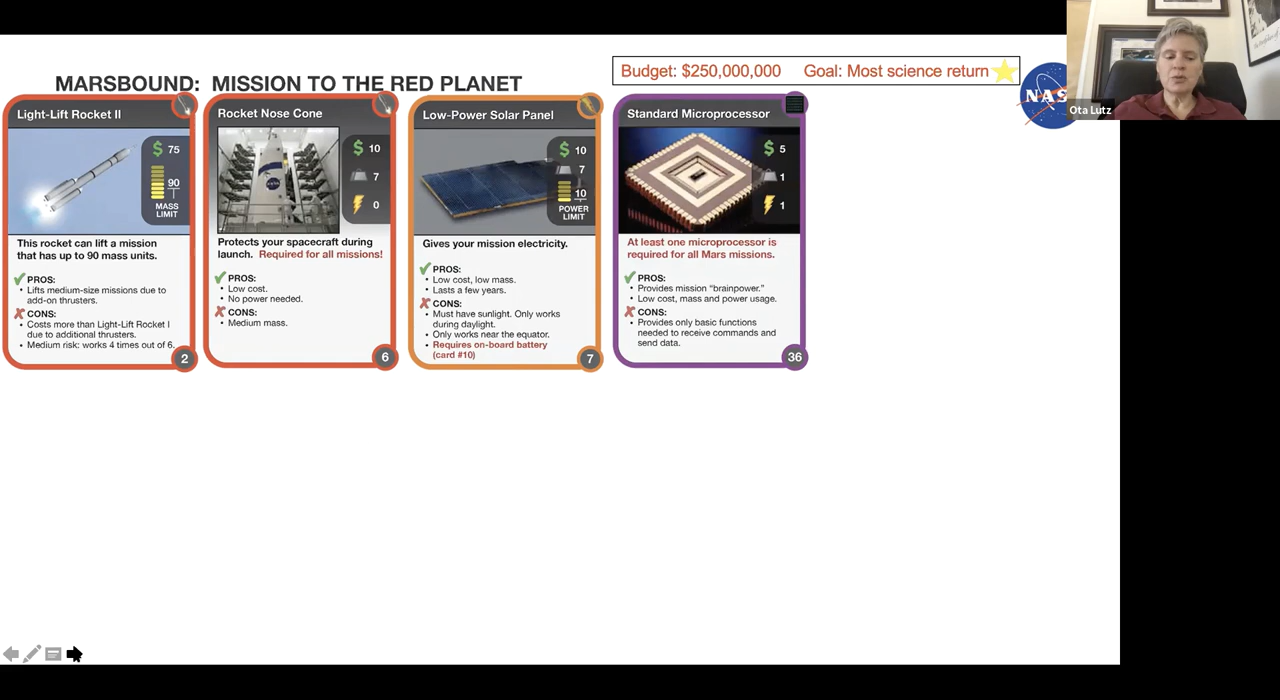 MARSBOUND: MISSION TO THE RED PLANET
Budget: $250,000,000 Goal: Most science return
NAS
Ota Lutz
Light-Lift Rocket II
$ 75
90
MASS
LIMIT
This rocket can lift a mission
that has up to 90 mass units.
PROS:
• Lifts medium-size missions due to
add-on thrusters.
CONS:
• Costs more than Light-Lift Rocket I
due to additional thrusters.
• Medium risk: works 4 times out of 6.
2
Rocket Nose Cone
$ 10
7
0
Protects your spacecraft during
launch. Required for all missions!
PROS:
• Low cost.
• No power needed.
CONS:
• Medium mass.
6
Low-Power Solar Panel
$ 10
7
10
POWER
LIMIT
Gives your mission electricity.
PROS:
• Low cost, low mass.
• Lasts a few years.
CONS:
• Must have sunlight. Only works
during daylight.
• Only works near the equator.
• Requires on-board battery
(card #10)
7
Standard Microprocessor
$ 5
1
1
At least one microprocessor is
required for all Mars missions.
PROS:
• Provides mission “brainpower.”
• Low cost, mass and power usage.
CONS:
• Provides only basic functions
needed to receive commands and
send data.
36